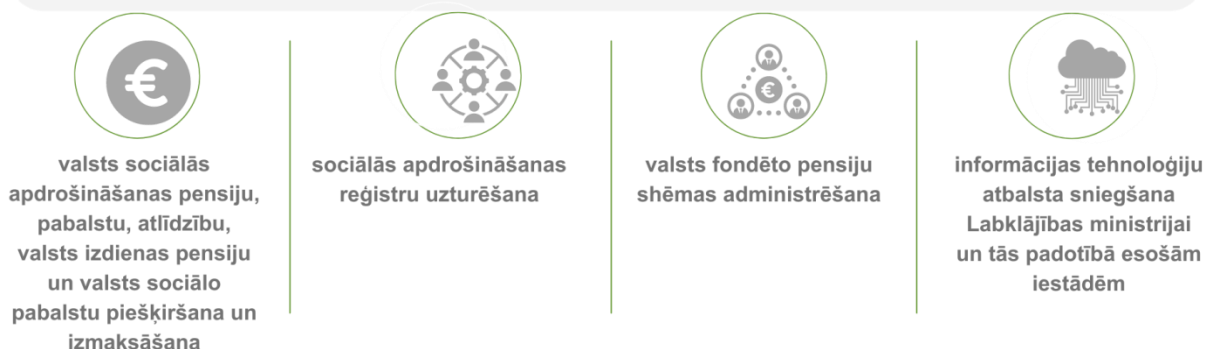 valsts sociālās
apdrošināšanas pensiju,
pabalstu, atlīdzību,
valsts izdienas pensiju
un valsts sociālo
pabalstu piešķiršana un
izmaksāšana
sociālās apdrošināšanas
reģistru uzturēšana
valsts fondēto pensiju
shēmas administrēšana
informācijas tehnoloģiju
atbalsta sniegšana
Labklājības ministrijai
un tās padotībā esošām
iestādēm